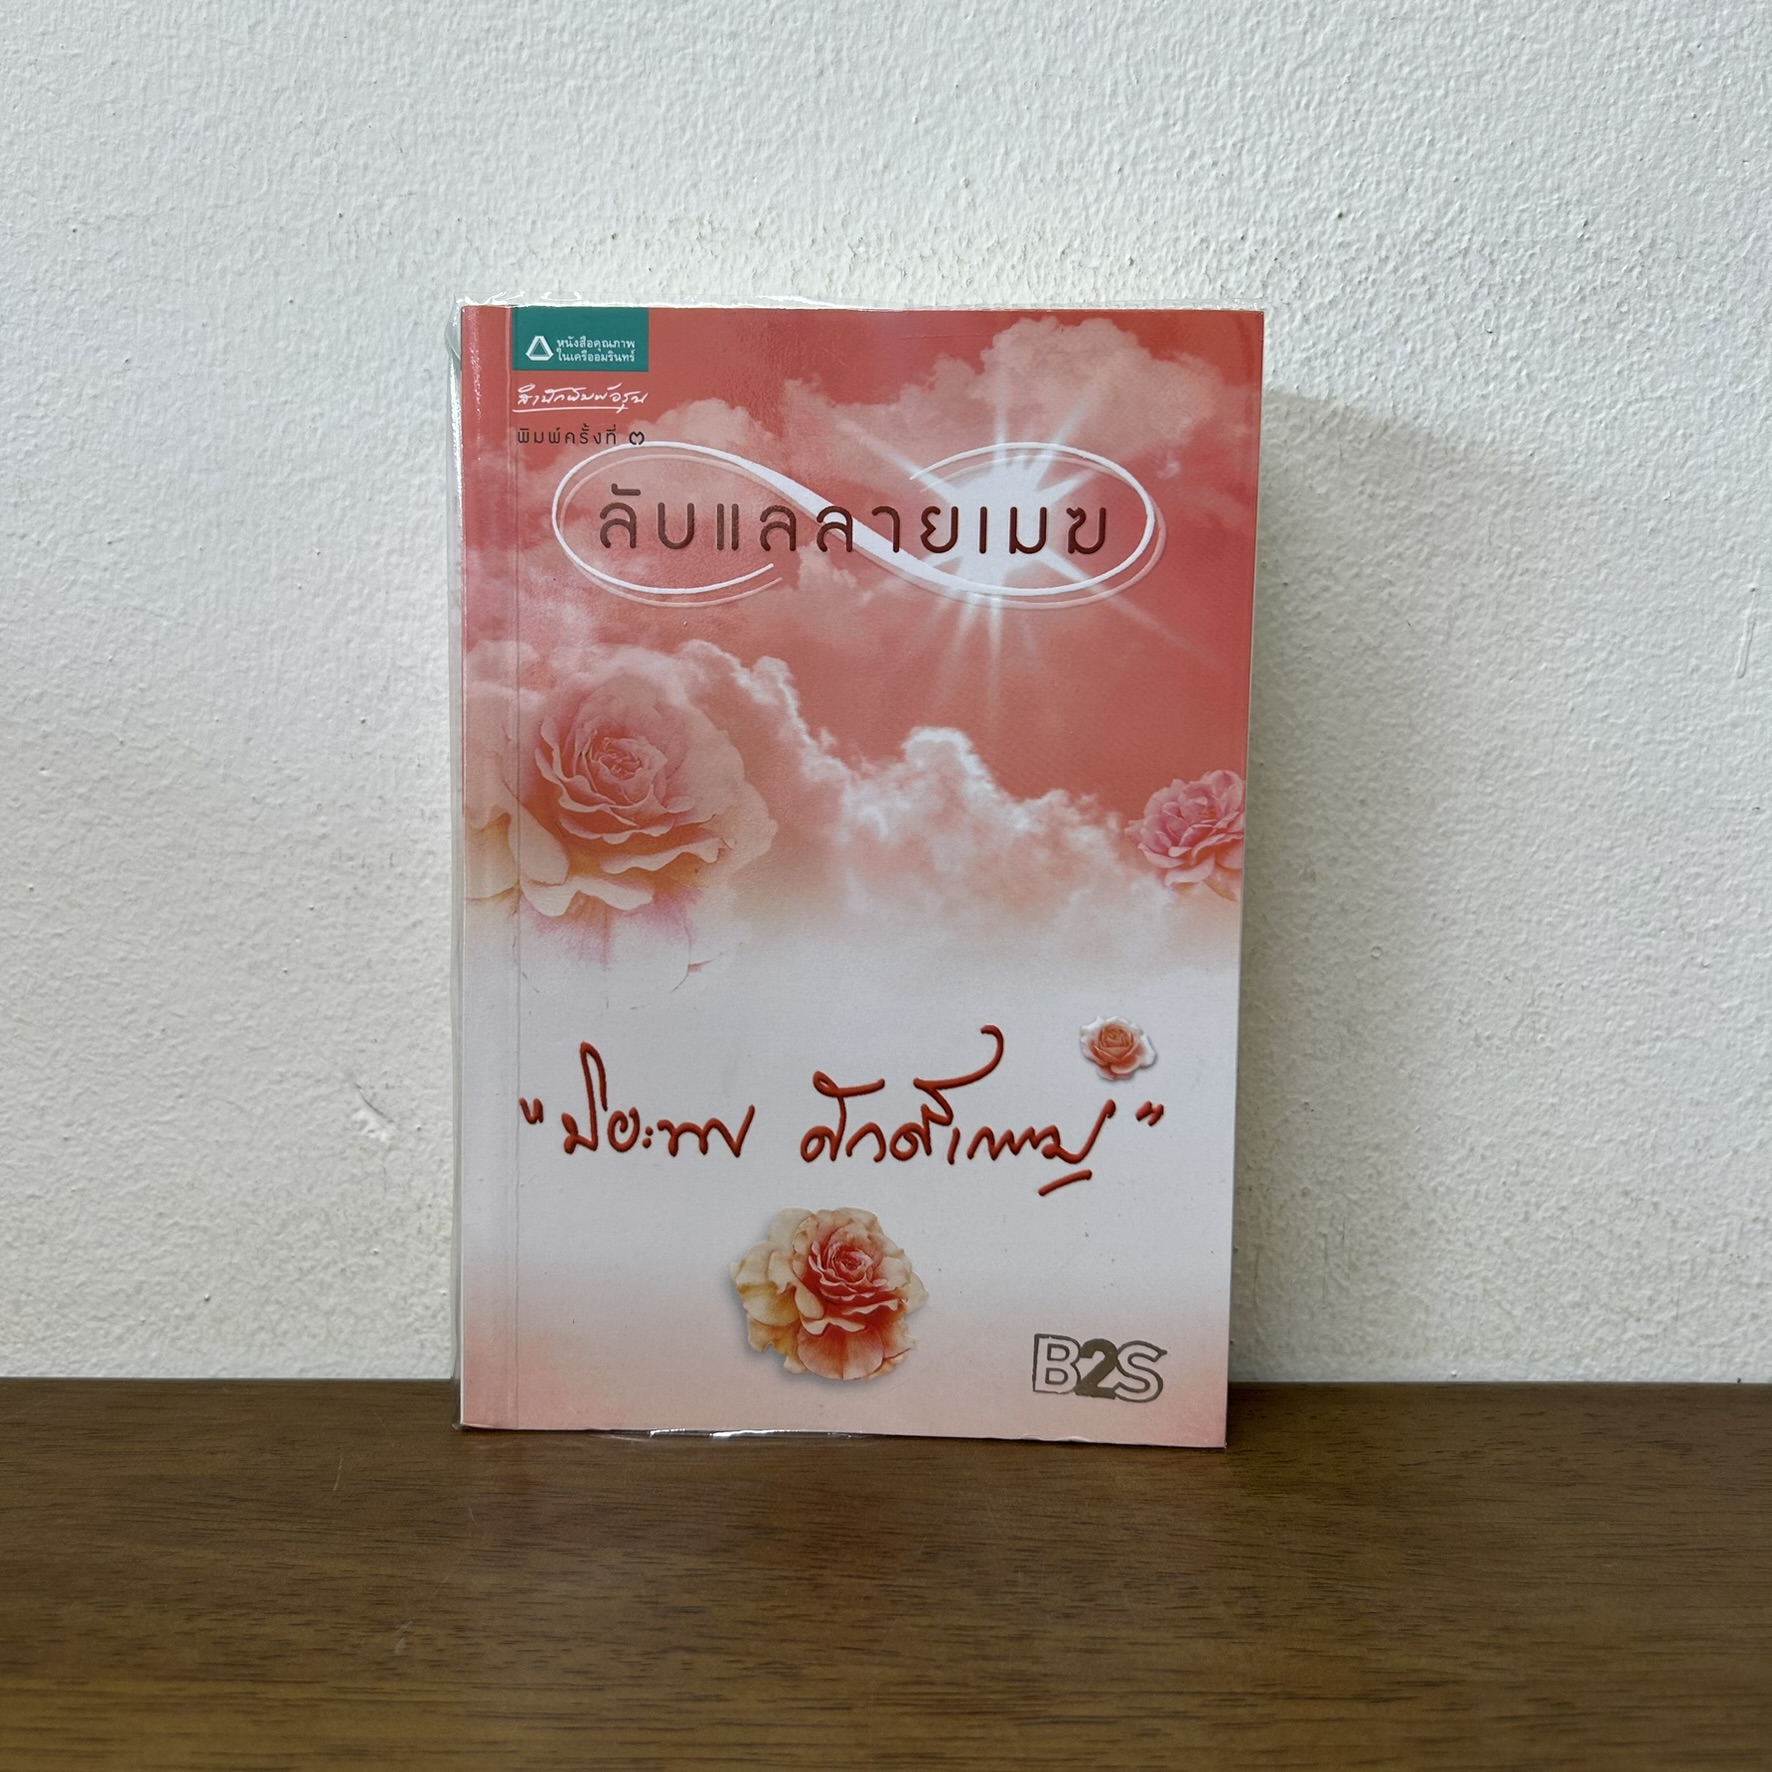 หนังสือคุณภาพ
ในเครืออมรินทร์
สำนักพิมพ์อรุณ
พิมพ์ครั้งที่ ๓
ลับแลลายเมฆ
"ปิยะพร ศักดิ์เกษม"
B2S